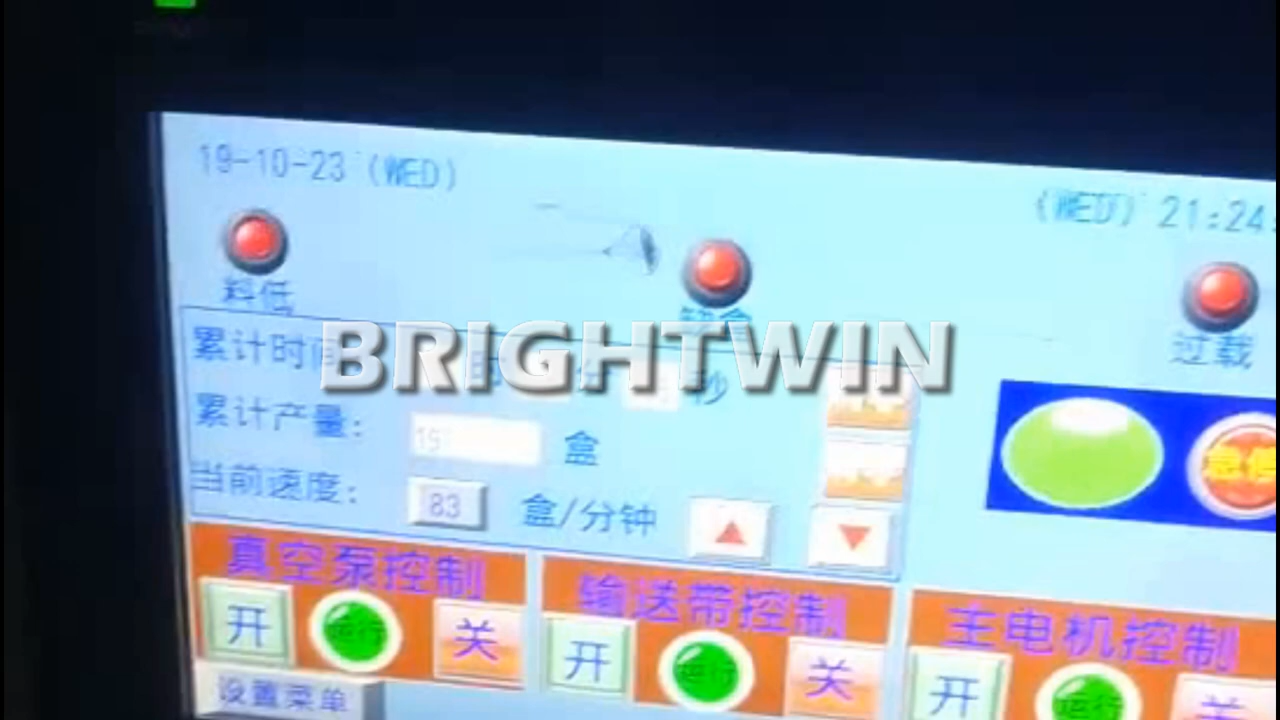 19-10-23 (WED)
(WED) 21:24
料低
过载
累计时间
秒
BRIGHTWIN
累计产量:
盒
急停
当前速度:
83
盒/分钟
真空泵控制
输送带控制
主电机控制
开
运行
关
开
运行
关
开
运行
关
设置菜单